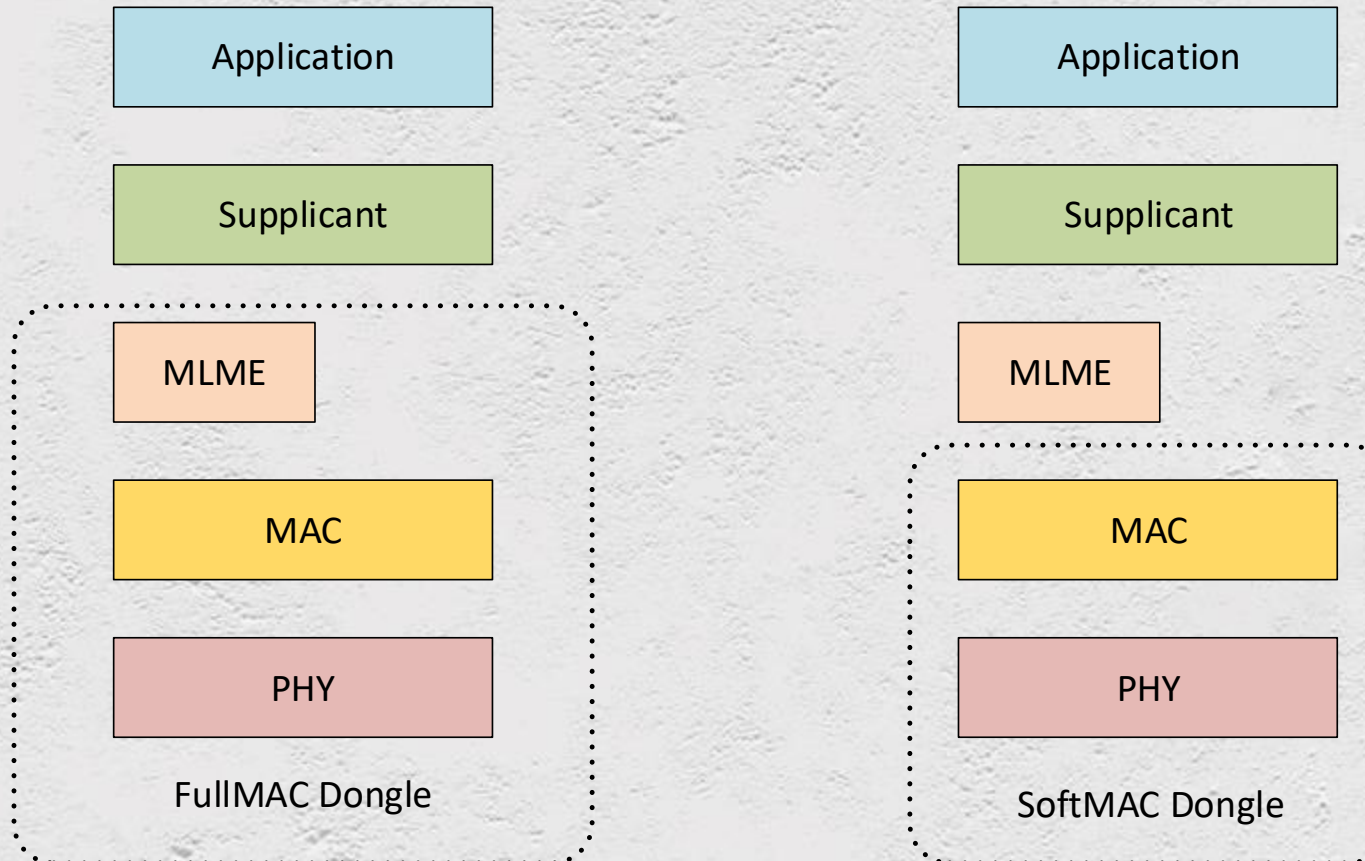 Application
Supplicant
MLME
MAC
PHY
FullMAC Dongle
Application
Supplicant
MLME
MAC
PHY
SoftMAC Dongle